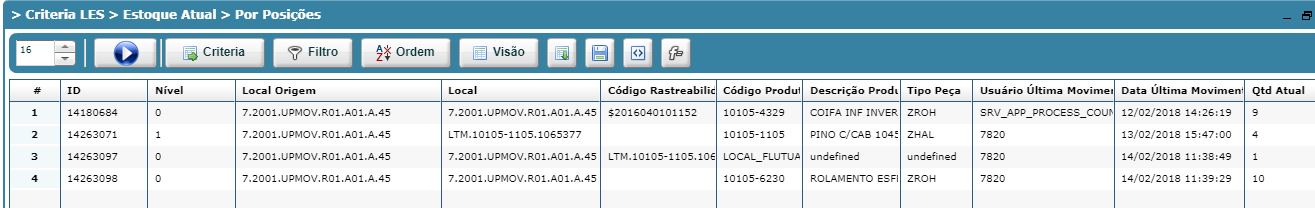 > Criteria LES > Estoque Atual > Por Posições
16 Criteria Filtro Ordem Visão
# ID Nível Local Origem Local Código Rastreabilid Código Produt Descrição Produ Tipo Peça Usuário Última Movimen Data Última Moviment Qtd Atual
1 14180684 0 7.2001.UPMOV.R01.A01.A.45 7.2001.UPMOV.R01.A01.A.45 $2016040101152 10105-4329 COIFA INF INVER ZROH SRV_APP_PROCESS_COUN 12/02/2018 14:26:19 9
2 14263071 1 7.2001.UPMOV.R01.A01.A.45 LTM.10105-1105.1065377 10105-1105 PINO C/CAB 1045 ZHAL 7820 13/02/2018 15:47:00 4
3 14263097 0 7.2001.UPMOV.R01.A01.A.45 7.2001.UPMOV.R01.A01.A.45 LTM.10105-1105.106 LOCAL_FLUTUA undefined undefined 7820 14/02/2018 11:38:49 1
4 14263098 0 7.2001.UPMOV.R01.A01.A.45 7.2001.UPMOV.R01.A01.A.45 10105-6230 ROLAMENTO ESFI ZROH 7820 14/02/2018 11:39:29 10